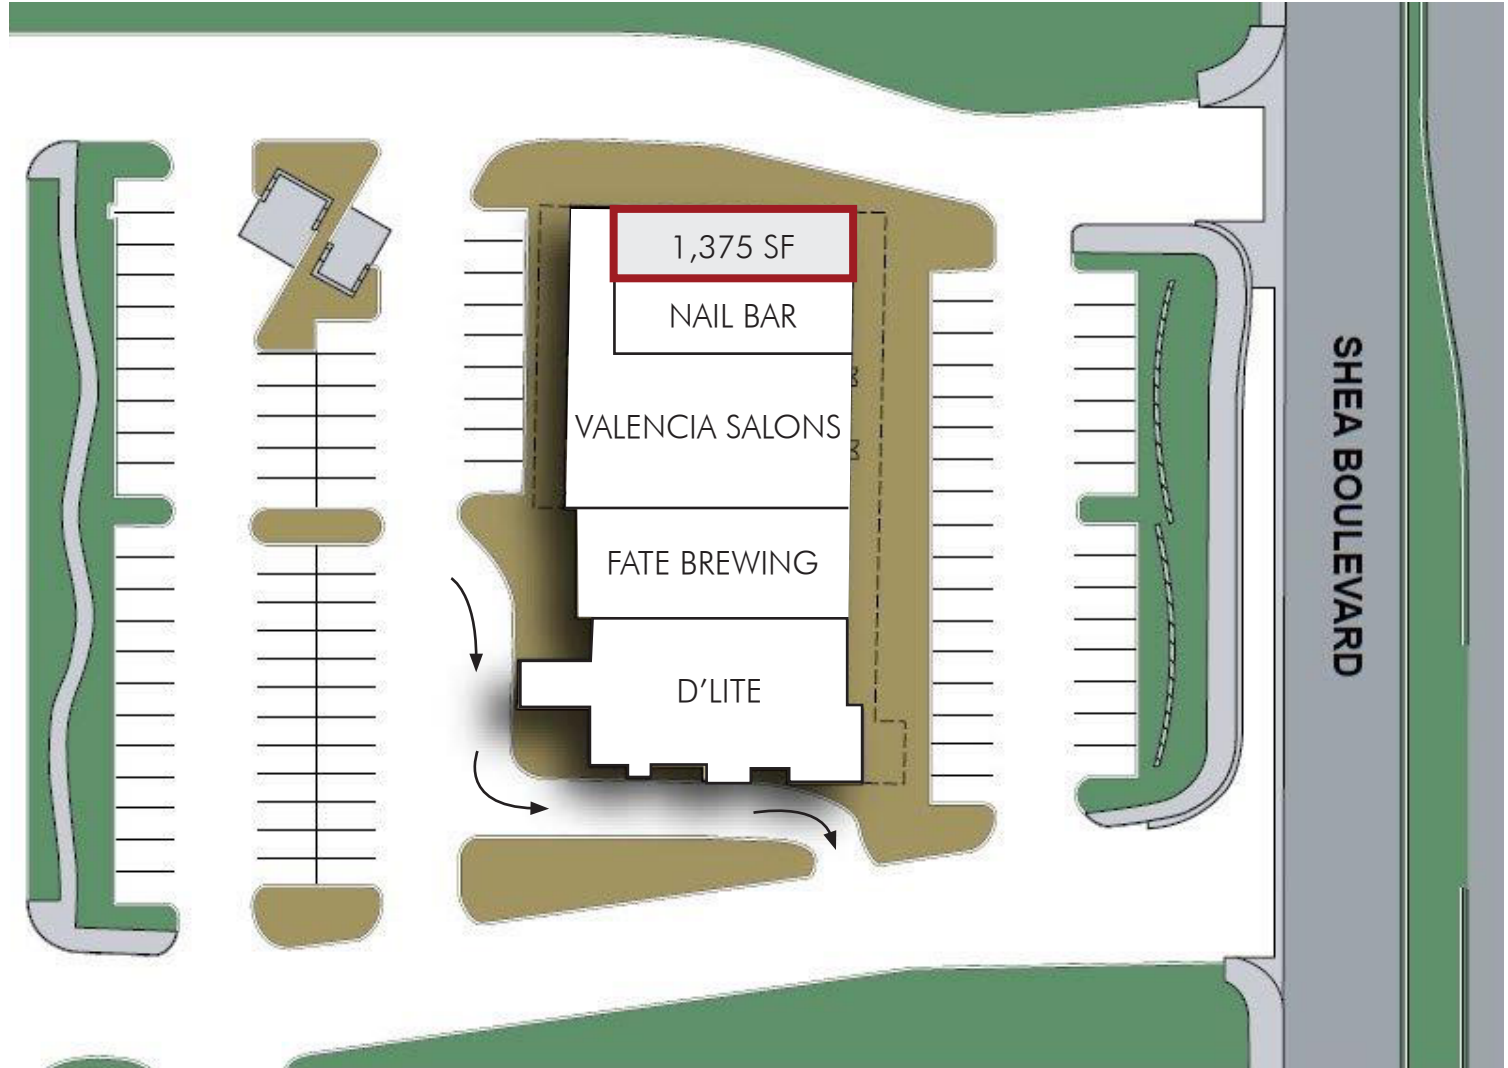 1,375 SF
NAIL BAR
VALENCIA SALONS
FATE BREWING
D’LITE
SHEA BOULEVARD